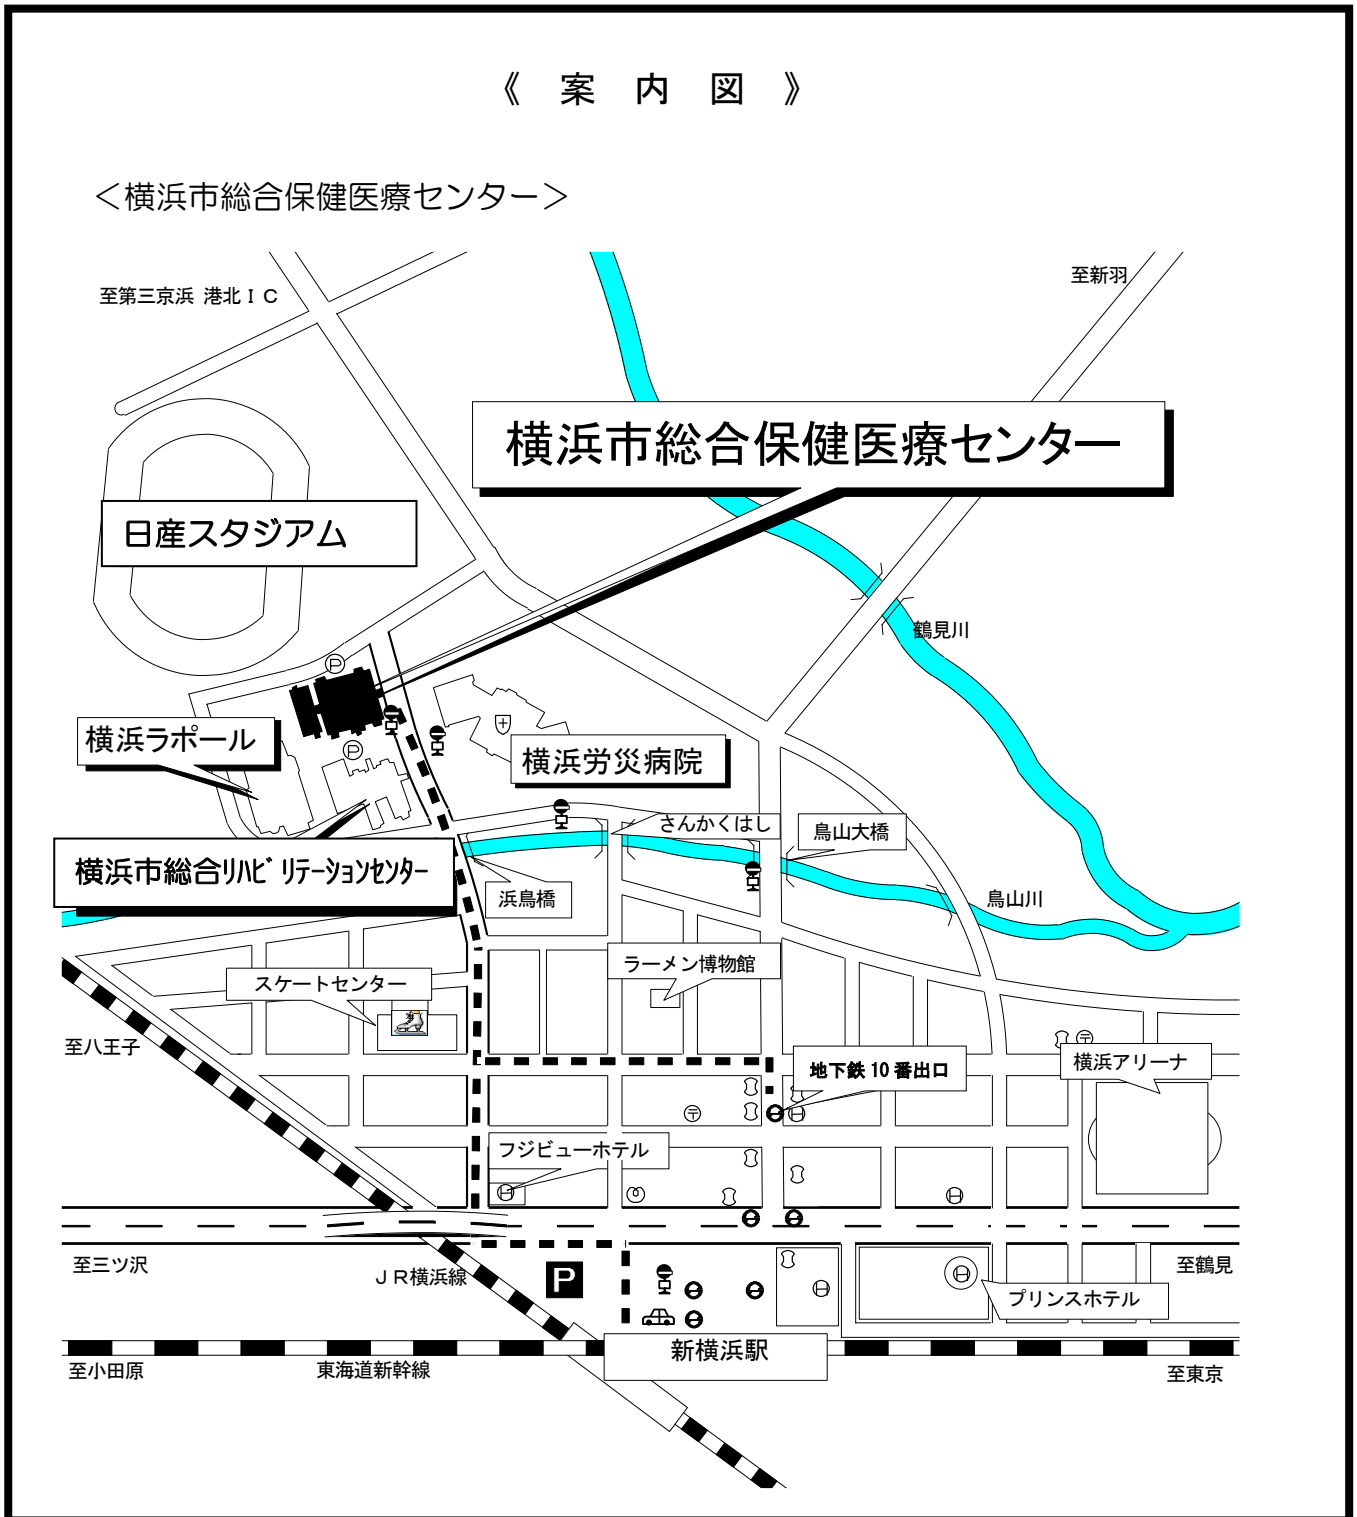 《 案 内 図 》
<横浜市総合保健医療センター>
至第三京浜 港北IC
至新羽
横浜市総合保健医療センター
日産スタジアム
鶴見川
P
横浜ラポール
P
横浜労災病院
さんかくはし
鳥山大橋
横浜市総合リハビリテーションセンター
浜鳥橋
鳥山川
ラーメン博物館
スケートセンター
至八王子
地下鉄10番出口
横浜アリーナ
フジビューホテル
至三ツ沢
JR横浜線
P
至鶴見
プリンスホテル
新横浜駅
至小田原
東海道新幹線
至東京